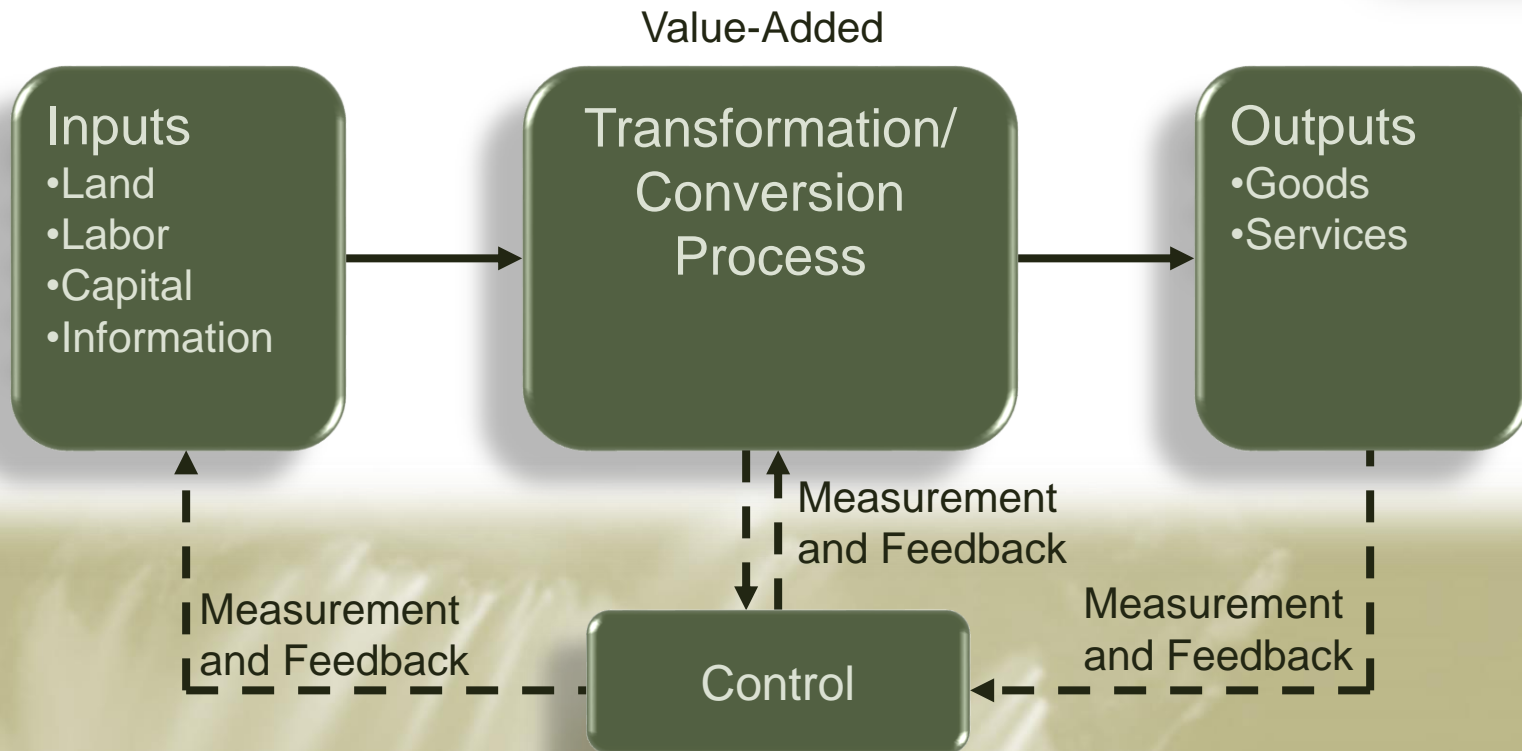 Value-Added
Inputs
•Land
•Labor
•Capital
•Information
Transformation/
Conversion
Process
Outputs
•Goods
•Services
Measurement
and Feedback
Measurement
and Feedback
Control
Measurement
and Feedback